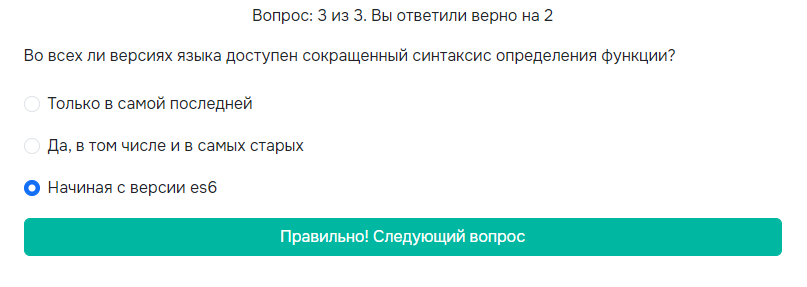 Вопрос: 3 из 3. Вы ответили верно на 2
Во всех ли версиях языка доступен сокращенный синтаксис определения функции?
Только в самой последней
Да, в том числе и в самых старых
Начиная с версии es6
Правильно! Следующий вопрос